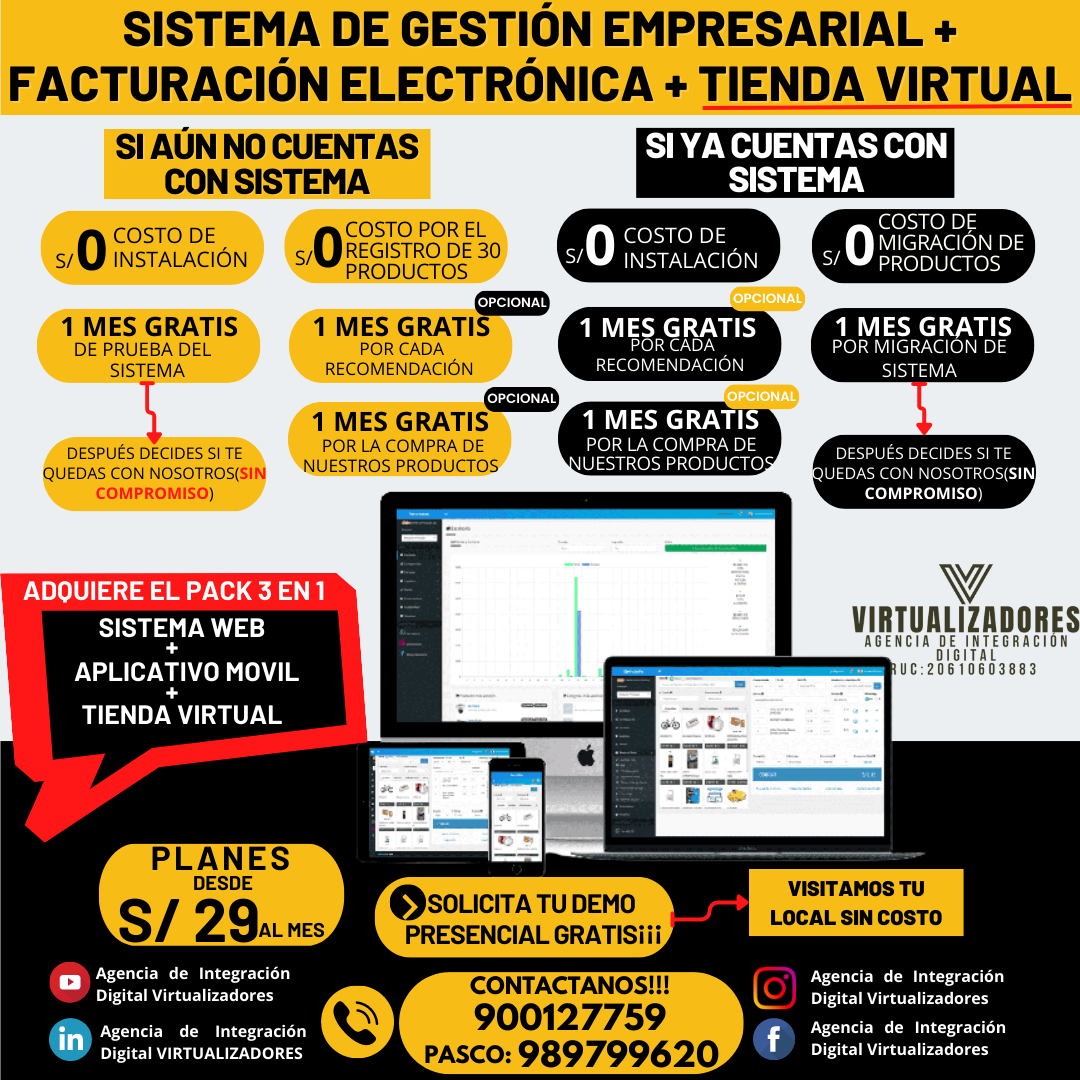 SISTEMA DE GESTIÓN EMPRESARIAL +
FACTURACIÓN ELECTRÓNICA + TIENDA VIRTUAL
SI AÚN NO CUENTAS
CON SISTEMA
S/ 0 COSTO DE
INSTALACIÓN
S/ 0 COSTO POR EL
REGISTRO DE 30
PRODUCTOS
1 MES GRATIS
DE PRUEBA DEL
SISTEMA
OPCIONAL
1 MES GRATIS
POR CADA
RECOMENDACIÓN
DESPUÉS DECIDES SI TE
QUEDAS CON NOSOTROS(SIN
COMPROMISO)
OPCIONAL
1 MES GRATIS
POR LA COMPRA DE
NUESTROS PRODUCTOS
SI YA CUENTAS CON
SISTEMA
S/ 0 COSTO DE
INSTALACIÓN
S/ 0 COSTO DE
MIGRACIÓN DE
PRODUCTOS
OPCIONAL
1 MES GRATIS
POR CADA
RECOMENDACIÓN
1 MES GRATIS
POR MIGRACIÓN DE
SISTEMA
OPCIONAL
1 MES GRATIS
POR LA COMPRA DE
NUESTROS PRODUCTOS
DESPUÉS DECIDES SI TE
QUEDAS CON NOSOTROS(SIN
COMPROMISO)
ADQUIERE EL PACK 3 EN 1
SISTEMA WEB
+
APLICATIVO MOVIL
+
TIENDA VIRTUAL
VIRTUALIZADORES
AGENCIA DE INTEGRACIÓN
DIGITAL
RUC:20610603883
PLANES
DESDE
S/ 29 AL MES
SOLICITA TU DEMO
PRESENCIAL GRATIS¡¡¡
VISITAMOS TU
LOCAL SIN COSTO
Agencia de Integración
Digital Virtualizadores
Agencia de Integración
Digital VIRTUALIZADORES
CONTACTANOS!!!
900127759
PASCO: 989799620
Agencia de Integración
Digital Virtualizadores
Agencia de Integración
Digital Virtualizadores